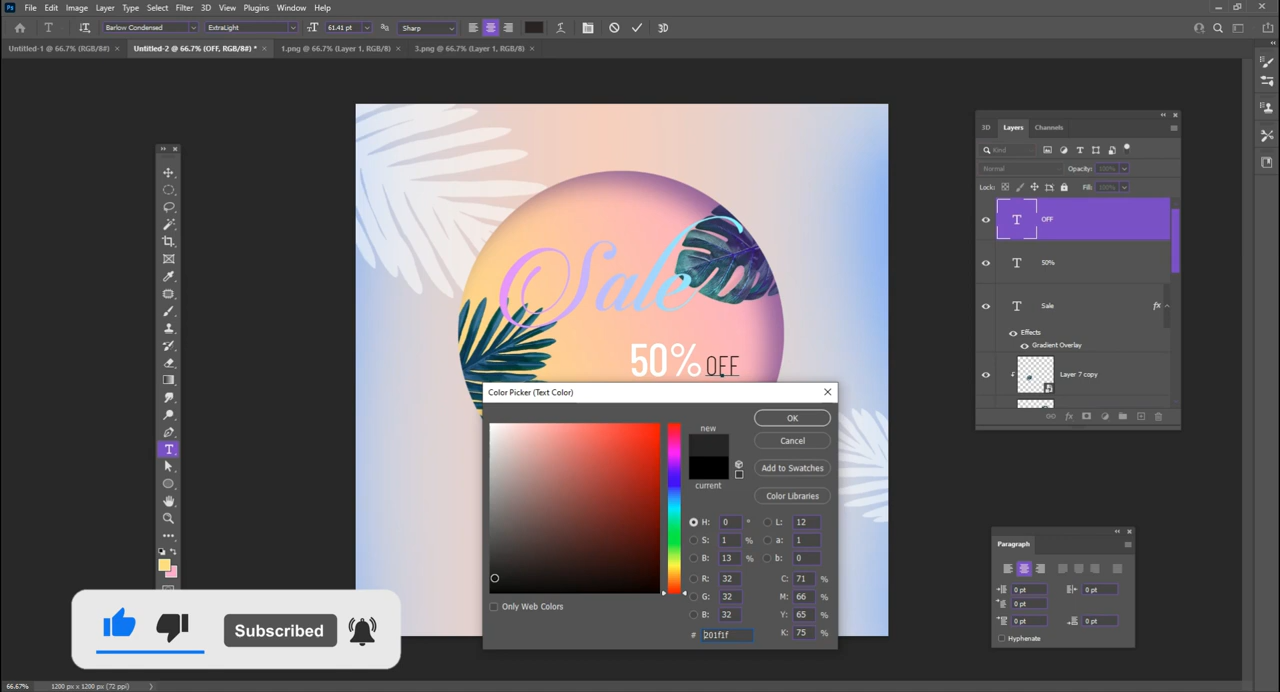 Ps File Edit Image Layer Type Select Filter 3D View Plugins Window Help
T Barlow Condensed ExtraLight 61.41 pt aa Sharp 3D
Untitled-1 @ 66.7% (RGB/8#) × Untitled-2 @ 66.7% (OFF, RGB/8#) * × 1.png @ 66.7% (Layer 1, RGB/8) × 3.png @ 66.7% (Layer 1, RGB/8) ×
3D Layers Channels
Kind
Normal Opacity: 100%
Lock: Fill: 100%
T OFF
T 50%
T Sale fx
Effects
Gradient Overlay
Layer 7 copy
fx
Sale
50% OFF
Color Picker (Text Color)
new
current
OK
Cancel
Add to Swatches
Color Libraries
H: 0 ° L: 12
S: 1 % a: 1
B: 13 % b: 0
R: 32 C: 71 %
G: 32 M: 66 %
B: 32 Y: 65 %
# 201f1f K: 75 %
Only Web Colors
Paragraph
0 pt 0 pt
0 pt
0 pt 0 pt
Hyphenate
Subscribed
66.67% 1200 px x 1200 px (72 ppi)